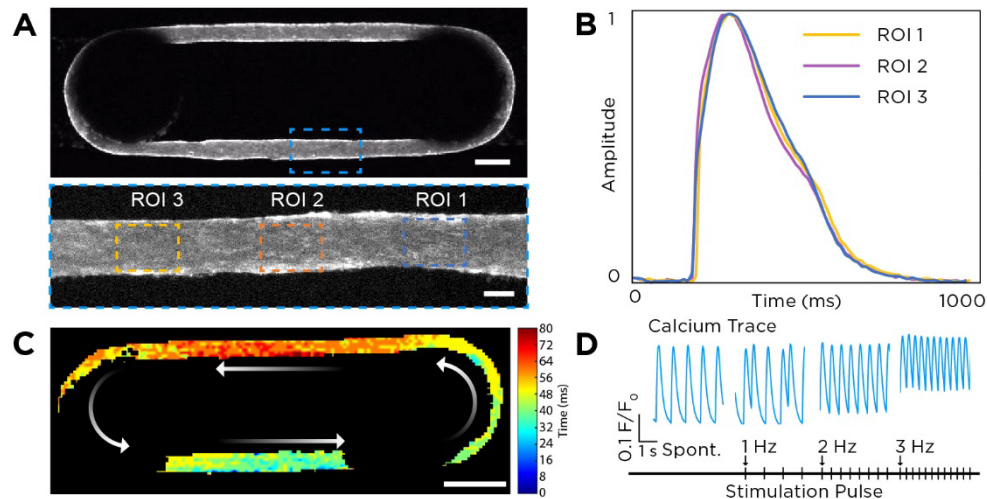 A
ROI 3 ROI 2 ROI 1
B
1
Amplitude
0
0 Time (ms) 1000
ROI 1
ROI 2
ROI 3
C
80
72
64
56
48
40
32
24
16
8
0
Time (ms)
D
Calcium Trace
0.1 F/F₀
1 s Spont.
1 Hz 2 Hz 3 Hz
Stimulation Pulse